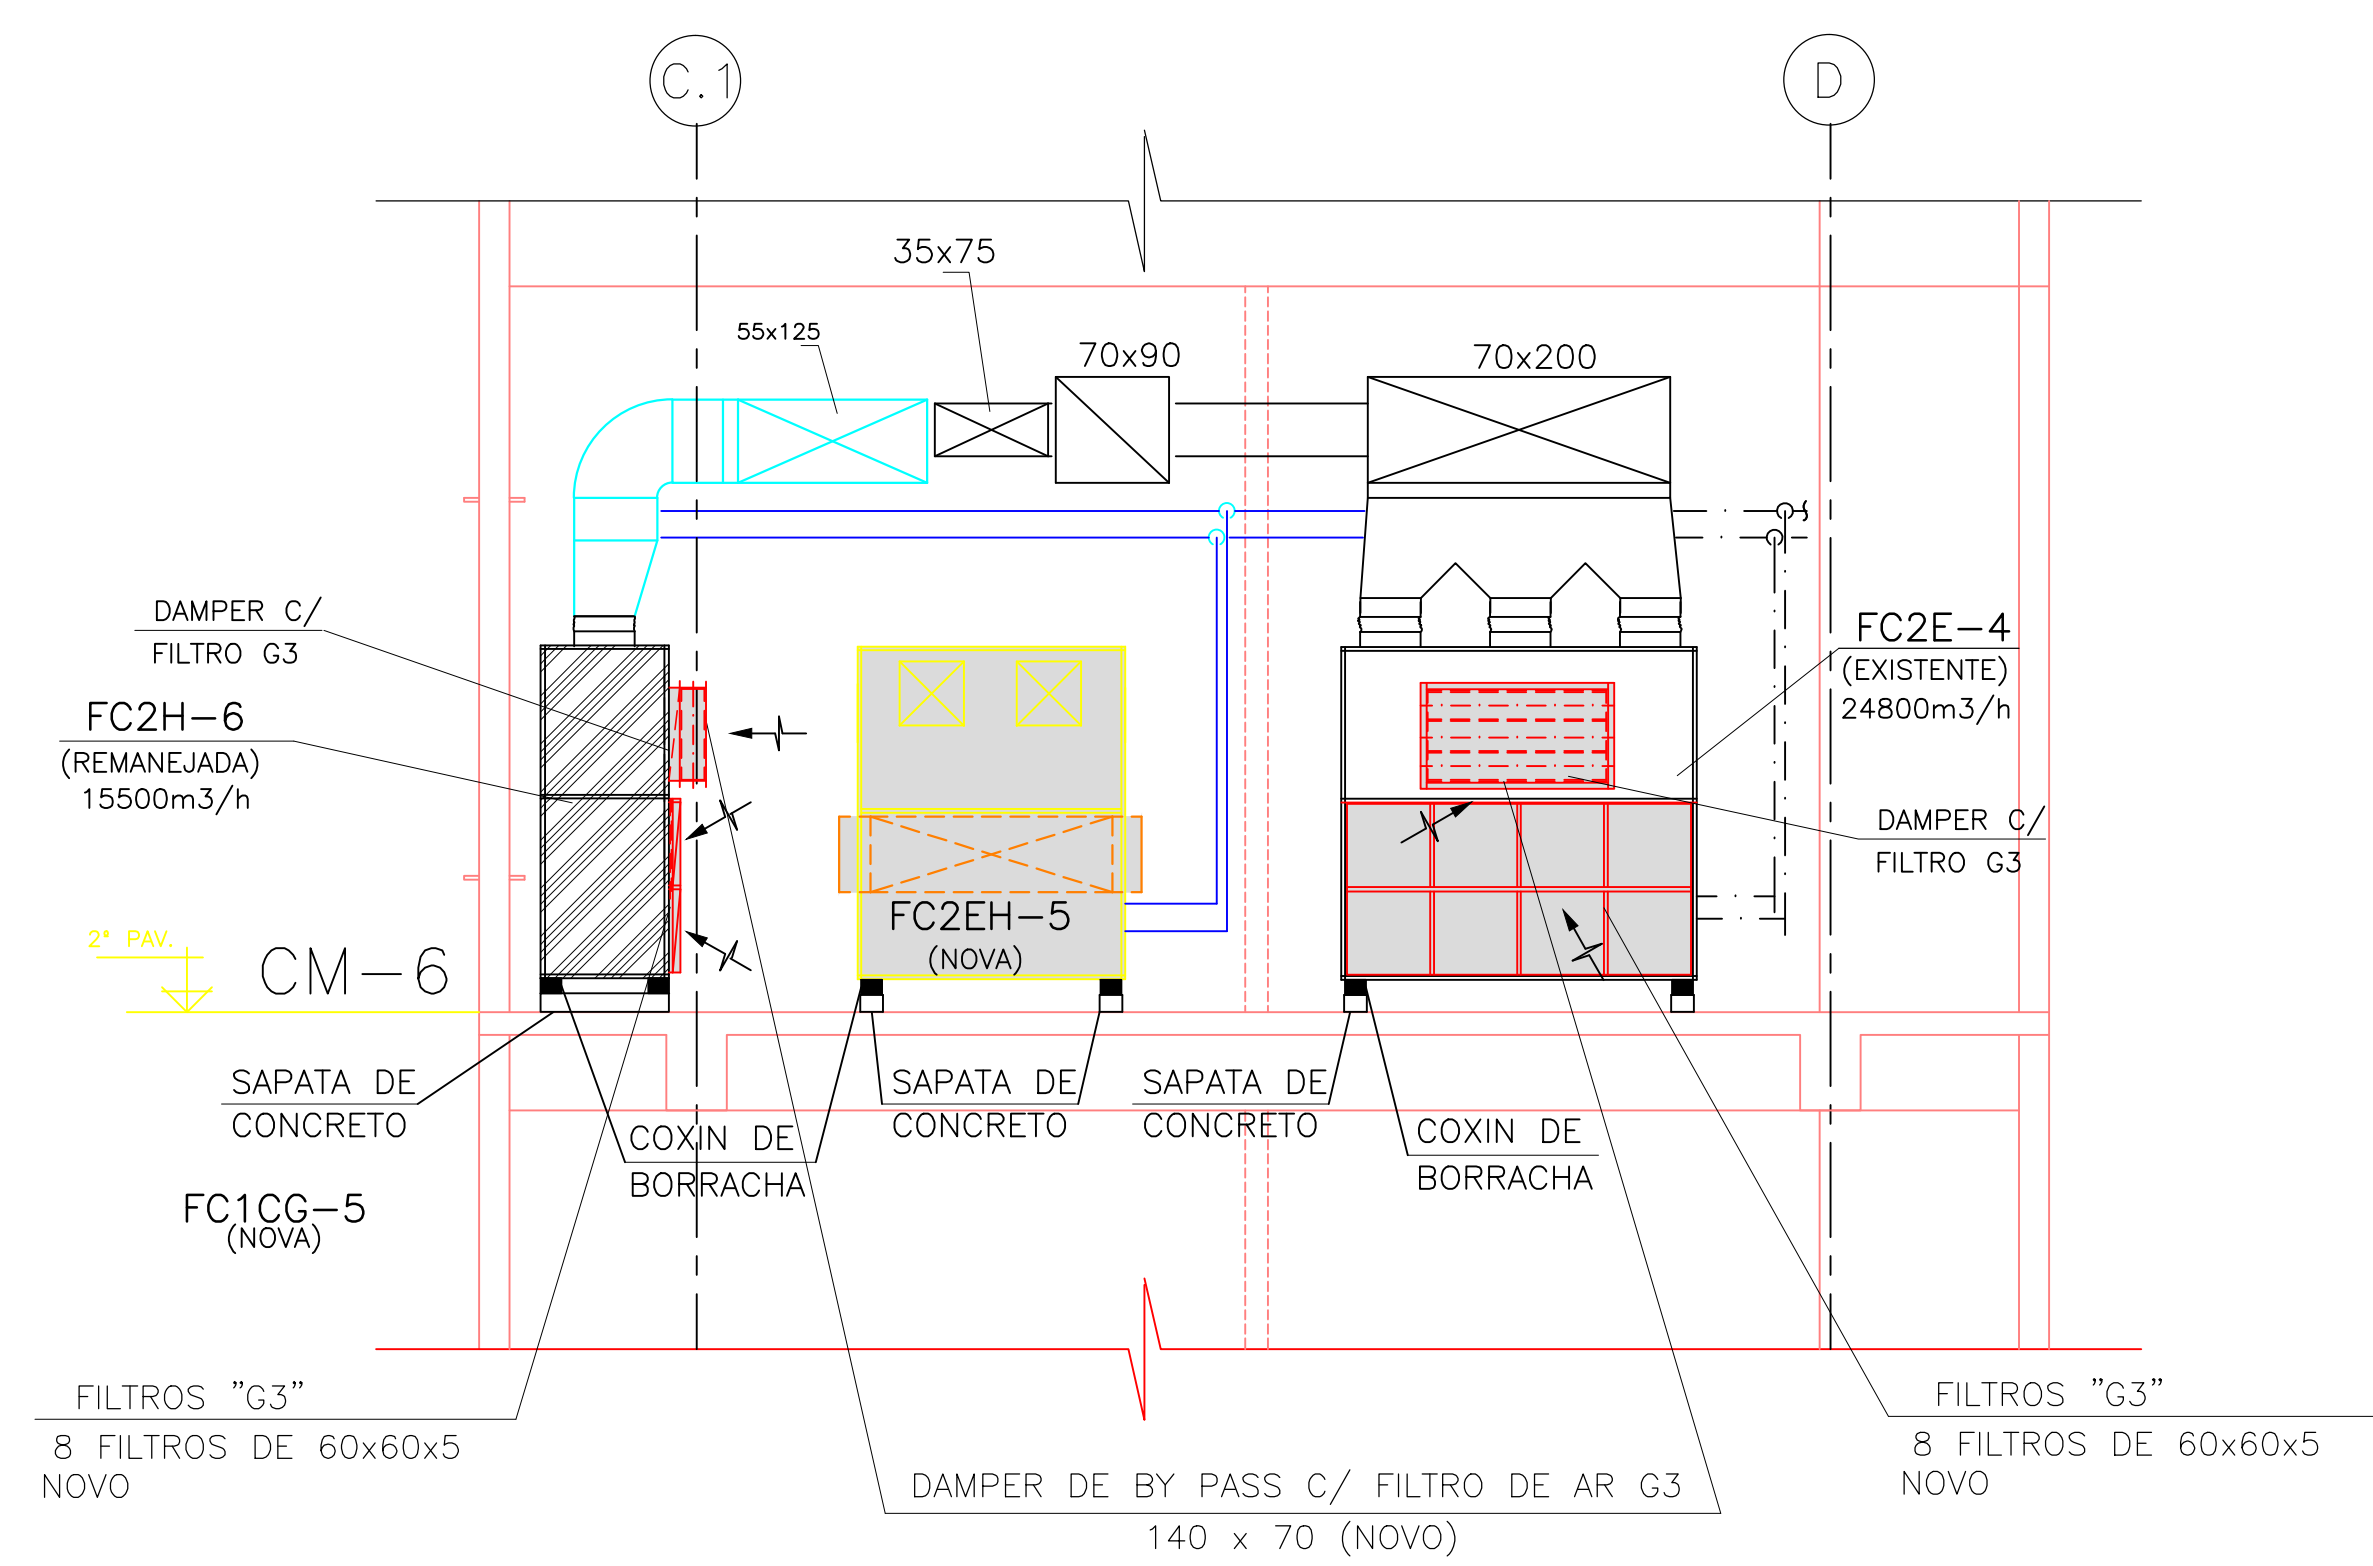 C.1
D
35x75
55x125
70x90
70x200
DAMPER C/
FILTRO G3
FC2H-6
(REMANEJADA)
15500m3/h
FC2E-4
(EXISTENTE)
24800m3/h
DAMPER C/
FILTRO G3
FC2EH-5
(NOVA)
2° PAV.
CM-6
SAPATA DE
CONCRETO
COXIN DE
BORRACHA
SAPATA DE
CONCRETO
SAPATA DE
CONCRETO
COXIN DE
BORRACHA
FC1CG-5
(NOVA)
FILTROS "G3"
8 FILTROS DE 60x60x5
NOVO
DAMPER DE BY PASS C/ FILTRO DE AR G3
140 x 70 (NOVO)
FILTROS "G3"
8 FILTROS DE 60x60x5
NOVO